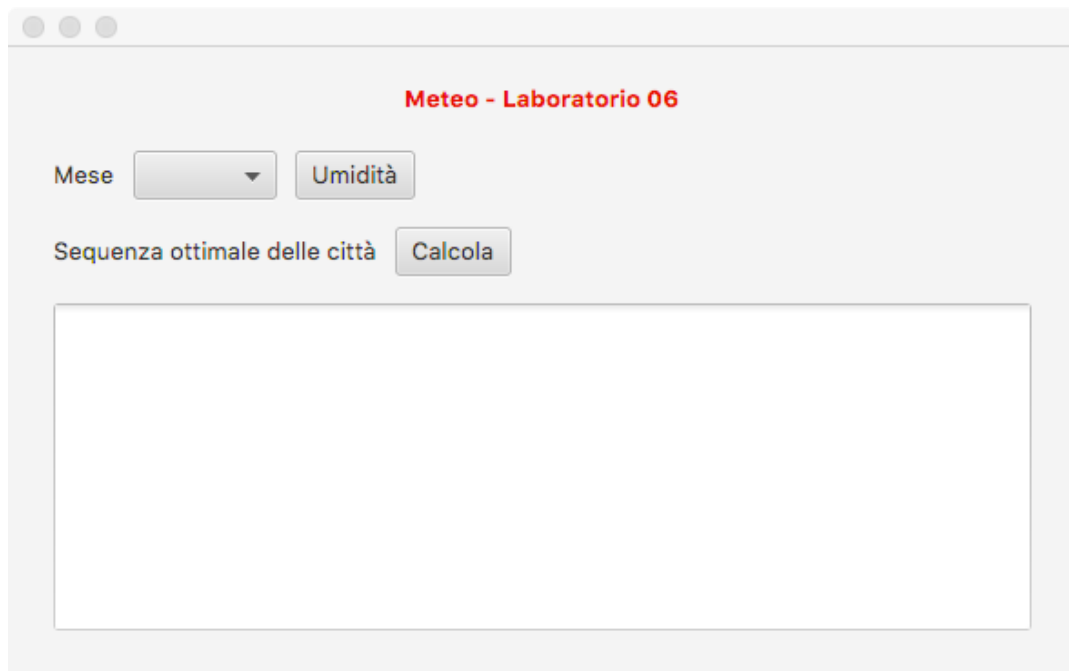 Meteo - Laboratorio 06
Mese Umidità
Sequenza ottimale delle città Calcola